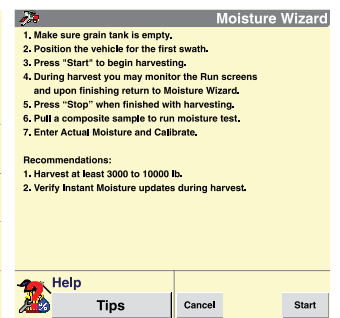 Moisture Wizard
1. Make sure grain tank is empty.
2. Position the vehicle for the first swath.
3. Press "Start" to begin harvesting.
4. During harvest you may monitor the Run screens
and upon finishing return to Moisture Wizard.
5. Press “Stop” when finished with harvesting.
6. Pull a composite sample to run moisture test.
7. Enter Actual Moisture and Calibrate.
Recommendations:
1. Harvest at least 3000 to 10000 lb.
2. Verify Instant Moisture updates during harvest.
Help
Tips
Cancel
Start